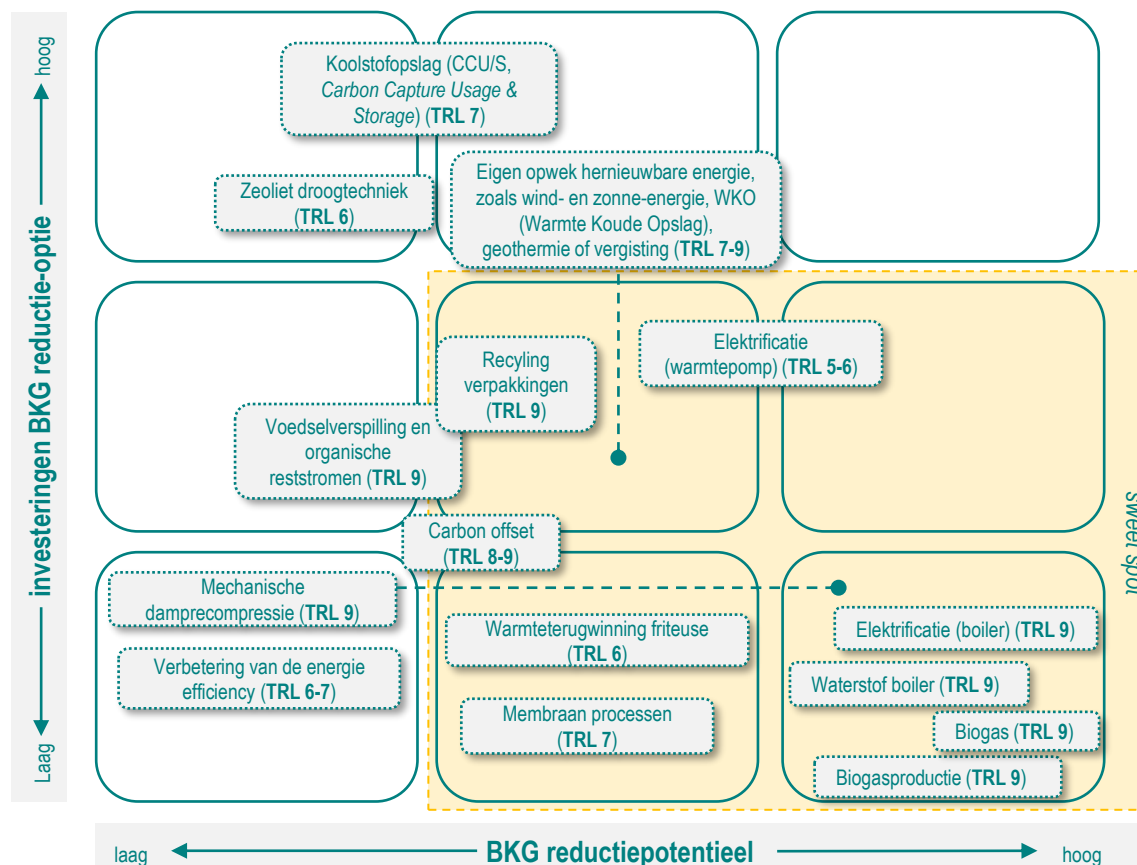 hoog
investeringen BKG reductie-optie
Laag
Koolstofopslag (CCU/S,
Carbon Capture Usage &
Storage) (TRL 7)
Zeoliet droogtechniek
(TRL 6)
Eigen opwek hernieuwbare energie,
zoals wind- en zonne-energie, WKO
(Warmte Koude Opslag),
geothermie of vergisting (TRL 7-9)
Elektrificatie
(warmtepomp) (TRL 5-6)
Recyling
verpakkingen
(TRL 9)
Voedselverspilling en
organische
reststromen (TRL 9)
sweet spot
Carbon offset
(TRL 8-9)
Mechanische
damprecompressie (TRL 9)
Verbetering van de energie
efficiency (TRL 6-7)
Warmteterugwinning friteuse
(TRL 6)
Membraan processen
(TRL 7)
Elektrificatie (boiler) (TRL 9)
Waterstof boiler (TRL 9)
Biogas (TRL 9)
Biogasproductie (TRL 9)
laag
BKG reductiepotentieel
hoog